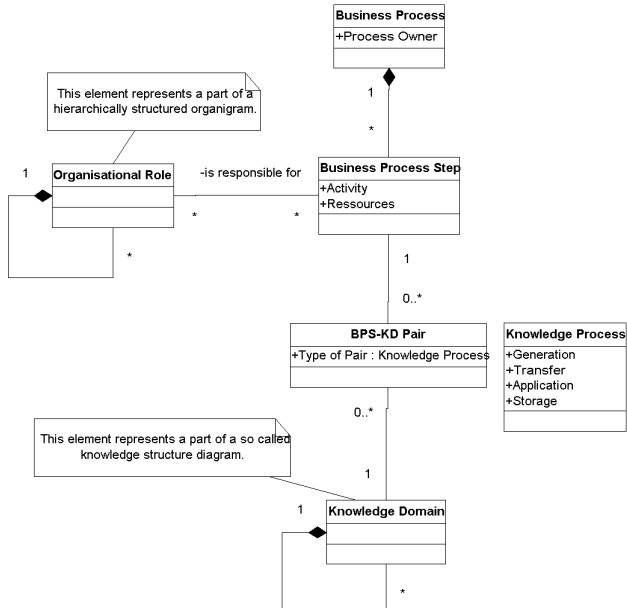 Business Process
+Process Owner
1
*
This element represents a part of a
hierarchically structured organigram.
1
Organisational Role
-is responsible for
*
*
*
Business Process Step
+Activity
+Ressources
1
0..*
BPS-KD Pair
+Type of Pair : Knowledge Process
Knowledge Process
+Generation
+Transfer
+Application
+Storage
0..*
1
This element represents a part of a so called
knowledge structure diagram.
1
Knowledge Domain
*